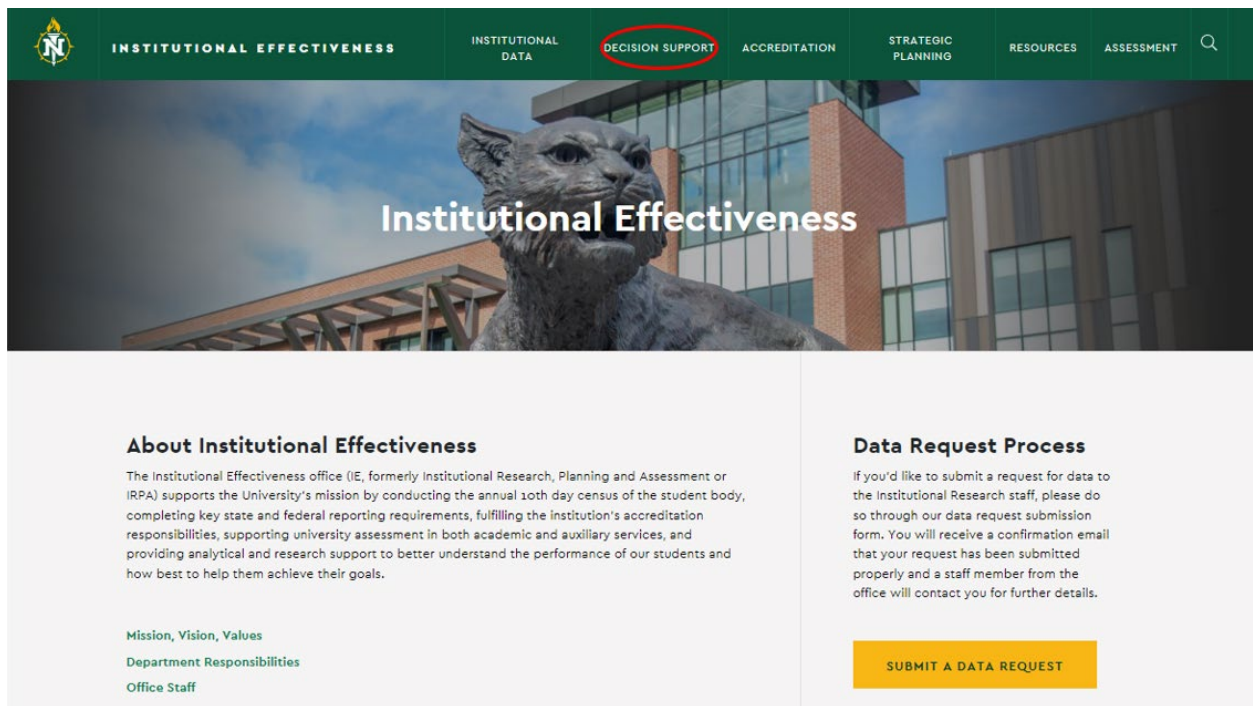 N
INSTITUTIONAL EFFECTIVENESS
INSTITUTIONAL
DATA
DECISION SUPPORT
ACCREDITATION
STRATEGIC
PLANNING
RESOURCES
ASSESSMENT
Institutional Effectiveness
About Institutional Effectiveness
The Institutional Effectiveness office (IE, formerly Institutional Research, Planning and Assessment or
IRPA) supports the University's mission by conducting the annual 10th day census of the student body,
completing key state and federal reporting requirements, fulfilling the institution's accreditation
responsibilities, supporting university assessment in both academic and auxiliary services, and
providing analytical and research support to better understand the performance of our students and
how best to help them achieve their goals.
Mission, Vision, Values
Department Responsibilities
Office Staff
Data Request Process
If you'd like to submit a request for data to
the Institutional Research staff, please do
so through our data request submission
form. You will receive a confirmation email
that your request has been submitted
properly and a staff member from the
office will contact you for further details.
SUBMIT A DATA REQUEST